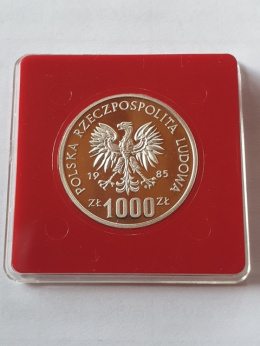 POLSKA RZECZPOSPOLITA LUDOWA
19 85
ZŁ 1000 ZŁ